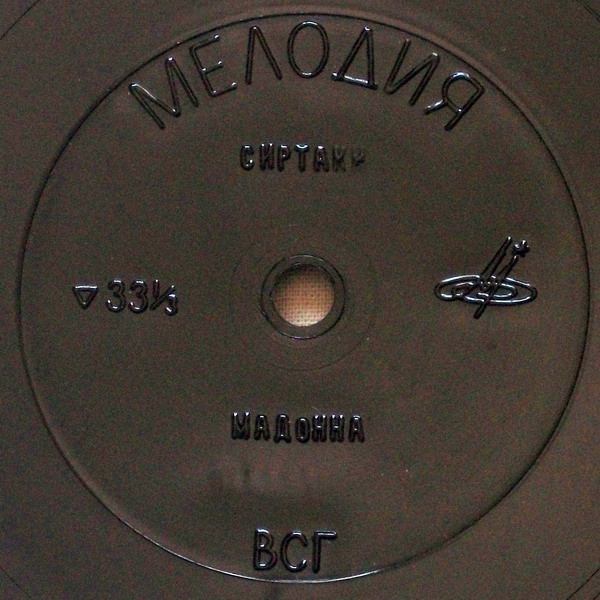 МЕЛОДИЯ
СИРТАКИ
▽ 33⅓
МАДОННА
ВСГ